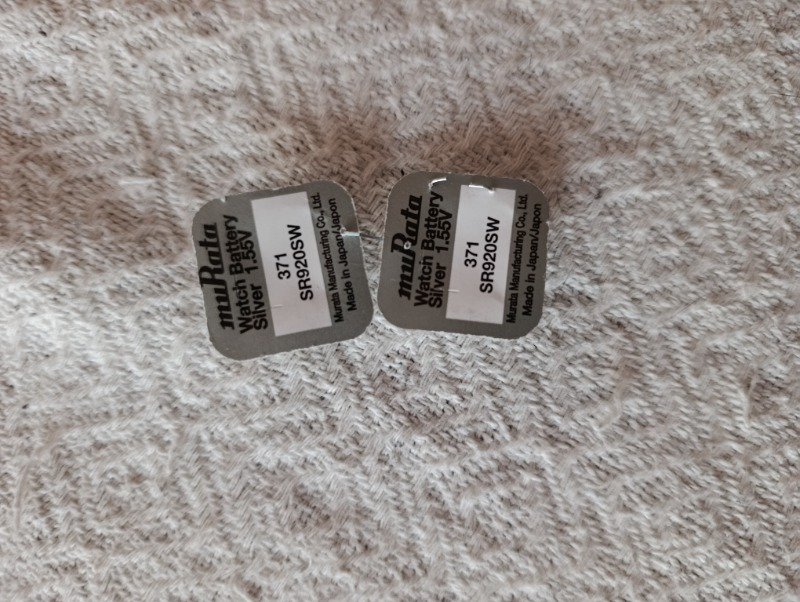 muRata
Watch Battery
Silver 1.55V
371
SR920SW
Murata Manufacturing Co., Ltd.
Made in Japan/Japon
muRata
Watch Battery
Silver 1.55V
371
SR920SW
Murata Manufacturing Co., Ltd.
Made in Japan/Japon